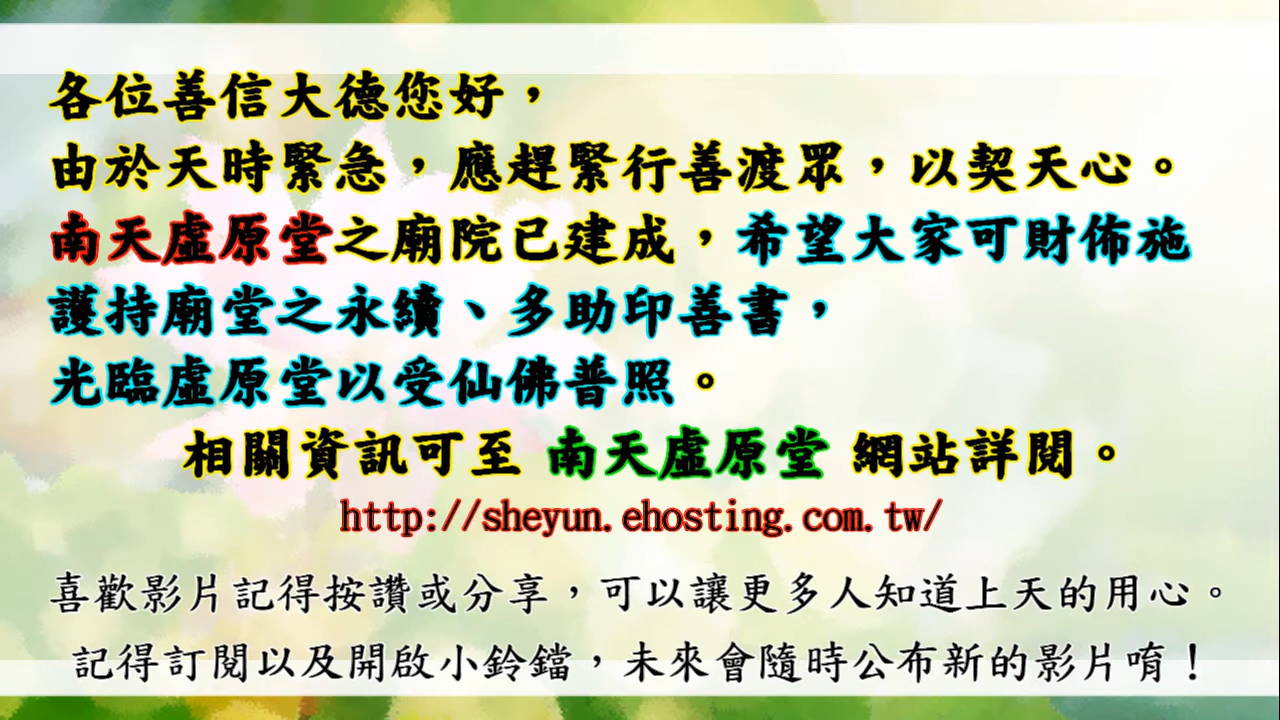 各位善信大德您好，
由於天時緊急，應趕緊行善渡眾，以契天心。
南天虛原堂之廟院已建成，希望大家可財佈施
護持廟堂之永續、多助印善書，
光臨虛原堂以受仙佛普照。
相關資訊可至 南天虛原堂 網站詳閱。
http://sheyun.ehosting.com.tw/
喜歡影片記得按讚或分享，可以讓更多人知道上天的用心。
記得訂閱以及開啟小鈴鐺，未來會隨時公布新的影片唷！